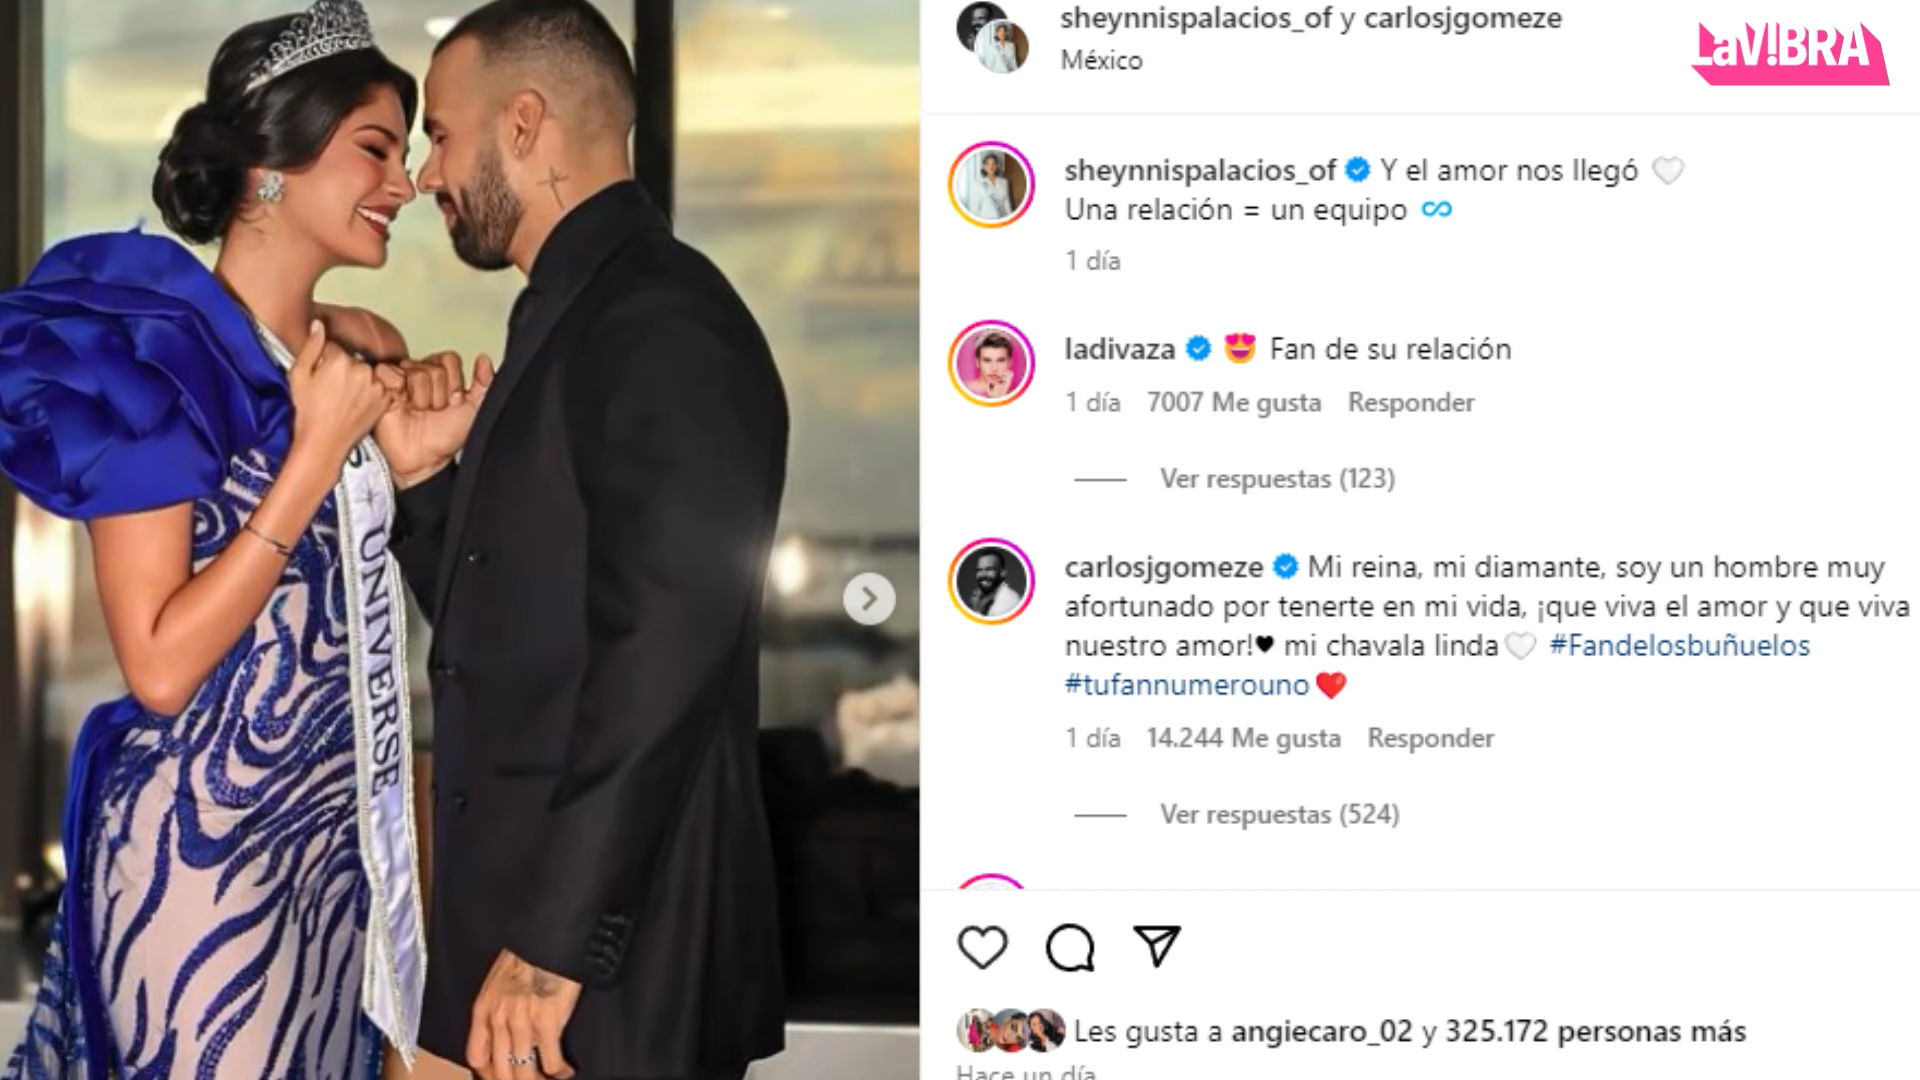 sheynnispalacios_of y carlosjgomeze
México
LaV!BRA
sheynnispalacios_of Y el amor nos llegó 🤍
Una relación = un equipo ♾
1 día
ladivaza 😍 Fan de su relación
1 día 7007 Me gusta Responder
Ver respuestas (123)
carlosjgomeze Mi reina, mi diamante, soy un hombre muy
afortunado por tenerte en mi vida, ¡que viva el amor y que viva
nuestro amor!♥ mi chavala linda🤍 #Fandelosbuñuelos
#tufannumerouno❤️
1 día 14.244 Me gusta Responder
Ver respuestas (524)
Les gusta a angiecaro_02 y 325.172 personas más
Hace un día
S UNIVERSE